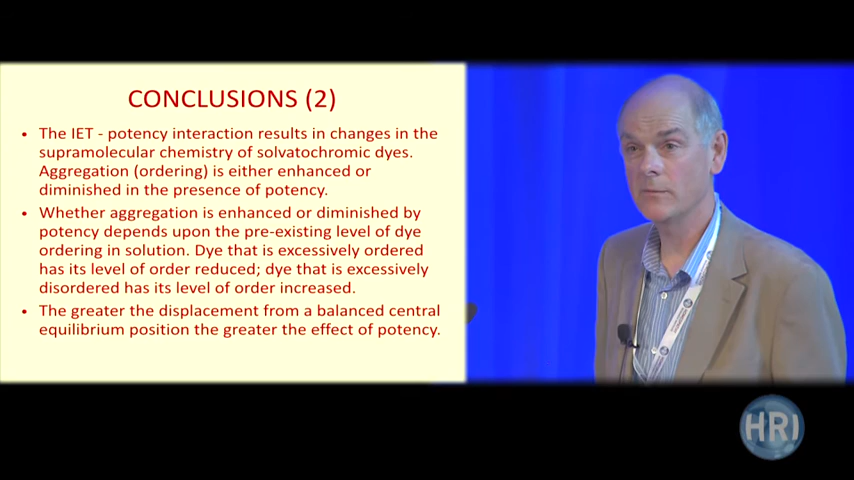 CONCLUSIONS (2)
• The IET - potency interaction results in changes in the
supramolecular chemistry of solvatochromic dyes.
Aggregation (ordering) is either enhanced or
diminished in the presence of potency.
• Whether aggregation is enhanced or diminished by
potency depends upon the pre-existing level of dye
ordering in solution. Dye that is excessively ordered
has its level of order reduced; dye that is excessively
disordered has its level of order increased.
• The greater the displacement from a balanced central
equilibrium position the greater the effect of potency.
HRI